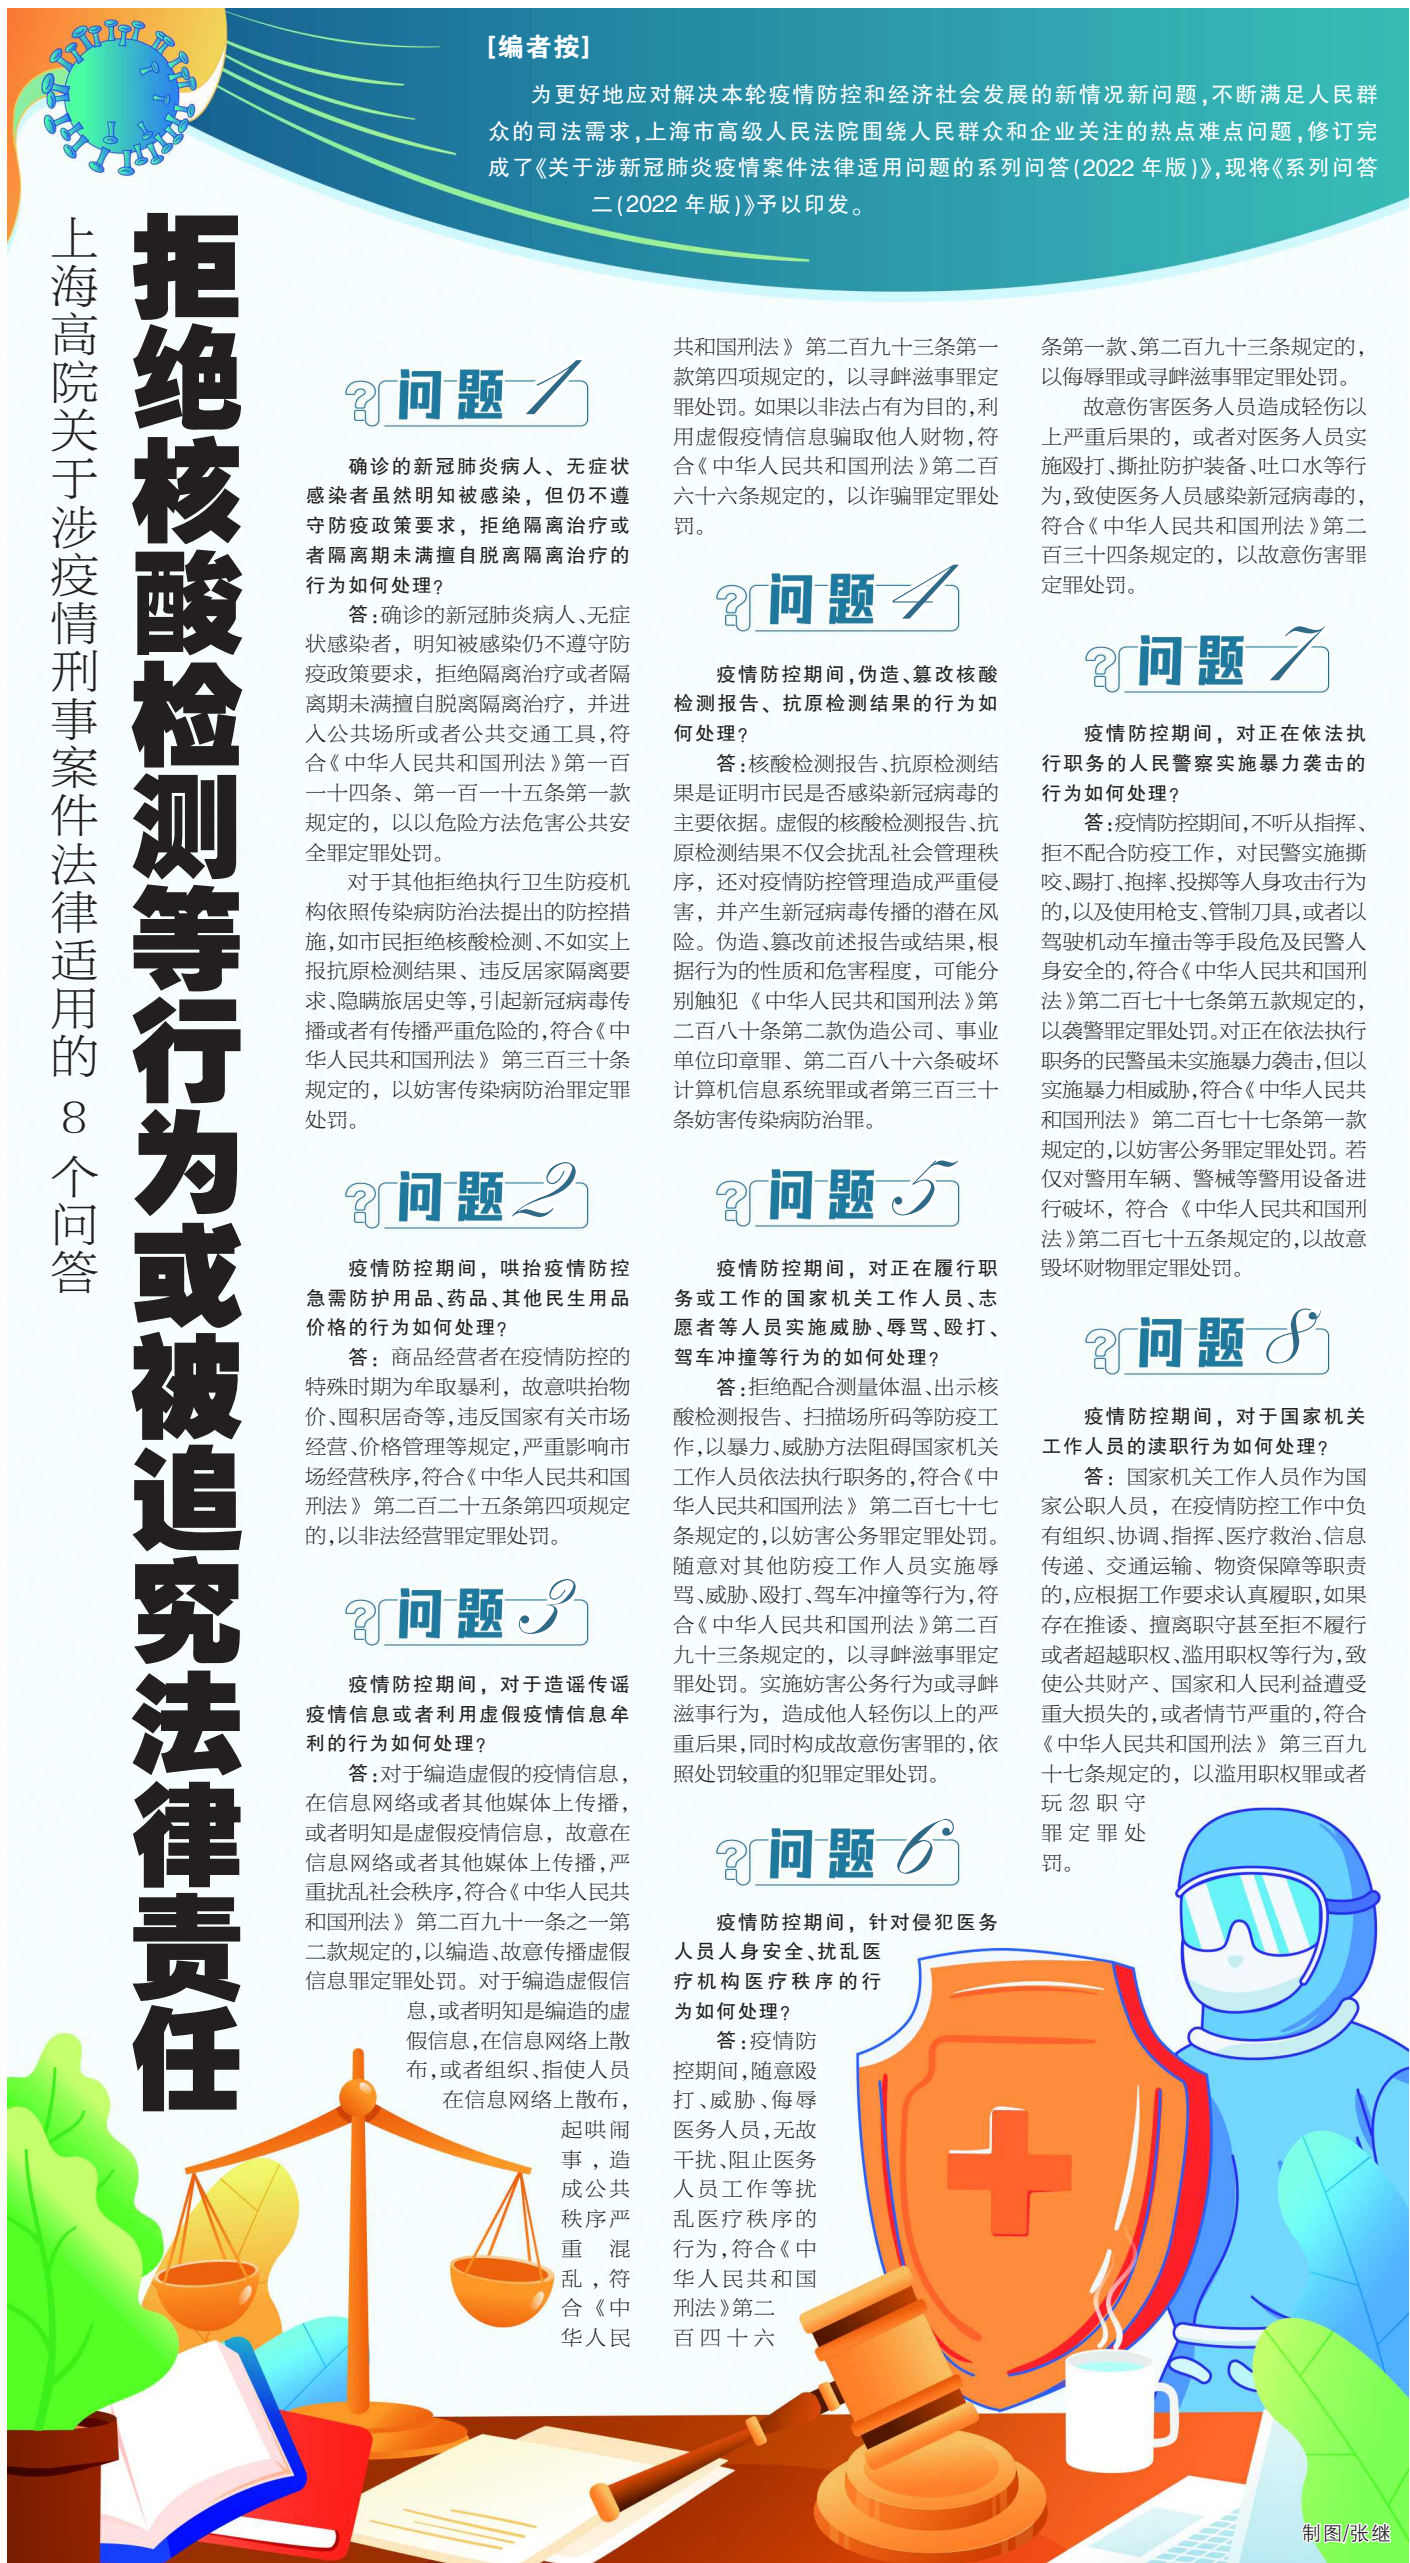 [编者按]
为更好地应对解决本轮疫情防控和经济社会发展的新情况新问题，不断满足人民群
众的司法需求，上海市高级人民法院围绕人民群众和企业关注的热点难点问题，修订完
成了《关于涉新冠肺炎疫情案件法律适用问题的系列问答(2022年版)》，现将《系列问答
二(2022年版)》予以印发。
拒绝核酸检测等行为或被追究法律责任
上海高院关于涉疫情刑事案件法律适用的8个问答
问题1
确诊的新冠肺炎病人、无症状
感染者虽然明知被感染，但仍不遵
守防疫政策要求，拒绝隔离治疗或
者隔离期未满擅自脱离隔离治疗的
行为如何处理？
答：确诊的新冠肺炎病人、无症
状感染者，明知被感染仍不遵守防
疫政策要求，拒绝隔离治疗或者隔
离期未满擅自脱离隔离治疗，并进
入公共场所或者公共交通工具，符
合《中华人民共和国刑法》第一百
一十四条、第一百一十五条第一款
规定的，以以危险方法危害公共安
全罪定罪处罚。
对于其他拒绝执行卫生防疫机
构依照传染病防治法提出的防控措
施，如市民拒绝核酸检测、不如实上
报抗原检测结果、违反居家隔离要
求、隐瞒旅居史等，引起新冠病毒传
播或者有传播严重危险的，符合《中
华人民共和国刑法》第三百三十条
规定的，以妨害传染病防治罪定罪
处罚。
问题2
疫情防控期间，哄抬疫情防控
急需防护用品、药品、其他民生用品
价格的行为如何处理？
答：商品经营者在疫情防控的
特殊时期为牟取暴利，故意哄抬物
价、囤积居奇等，违反国家有关市场
经营、价格管理等规定，严重影响市
场经营秩序，符合《中华人民共和国
刑法》第二百二十五条第四项规定
的，以非法经营罪定罪处罚。
问题3
疫情防控期间，对于造谣传谣
疫情信息或者利用虚假疫情信息牟
利的行为如何处理？
答：对于编造虚假的疫情信息，
在信息网络或者其他媒体上传播，
或者明知是虚假疫情信息，故意在
信息网络或者其他媒体上传播，严
重扰乱社会秩序，符合《中华人民共
和国刑法》第二百九十一条之一第
二款规定的，以编造、故意传播虚假
信息罪定罪处罚。对于编造虚假信
息，或者明知是编造的虚
假信息，在信息网络上散
布，或者组织、指使人员
在信息网络上散布，
起哄闹
事，造
成公共
秩序严
重混
乱，符
合《中
华人民
共和国刑法》第二百九十三条第一
款第四项规定的，以寻衅滋事罪定
罪处罚。如果以非法占有为目的，利
用虚假疫情信息骗取他人财物，符
合《中华人民共和国刑法》第二百
六十六条规定的，以诈骗罪定罪处
罚。
问题4
疫情防控期间，伪造、篡改核酸
检测报告、抗原检测结果的行为如
何处理？
答：核酸检测报告、抗原检测结
果是证明市民是否感染新冠病毒的
主要依据。虚假的核酸检测报告、抗
原检测结果不仅会扰乱社会管理秩
序，还对疫情防控管理造成严重侵
害，并产生新冠病毒传播的潜在风
险。伪造、篡改前述报告或结果，根
据行为的性质和危害程度，可能分
别触犯《中华人民共和国刑法》第
二百八十条第二款伪造公司、事业
单位印章罪、第二百八十六条破坏
计算机信息系统罪或者第三百三十
条妨害传染病防治罪。
问题5
疫情防控期间，对正在履行职
务或工作的国家机关工作人员、志
愿者等人员实施威胁、辱骂、殴打、
驾车冲撞等行为的如何处理？
答：拒绝配合测量体温、出示核
酸检测报告、扫描场所码等防疫工
作，以暴力、威胁方法阻碍国家机关
工作人员依法执行职务的，符合《中
华人民共和国刑法》第二百七十七
条规定的，以妨害公务罪定罪处罚。
随意对其他防疫工作人员实施辱
骂、威胁、殴打、驾车冲撞等行为，符
合《中华人民共和国刑法》第二百
九十三条规定的，以寻衅滋事罪定
罪处罚。实施妨害公务行为或寻衅
滋事行为，造成他人轻伤以上的严
重后果，同时构成故意伤害罪的，依
照处罚较重的犯罪定罪处罚。
问题6
疫情防控期间，针对侵犯医务
人员人身安全、扰乱医
疗机构医疗秩序的行
为如何处理？
答：疫情防
控期间，随意殴
打、威胁、侮辱
医务人员，无故
干扰、阻止医务
人员工作等扰
乱医疗秩序的
行为，符合《中
华人民共和国
刑法》第二
百四十六
条第一款、第二百九十三条规定的，
以侮辱罪或寻衅滋事罪定罪处罚。
故意伤害医务人员造成轻伤以
上严重后果的，或者对医务人员实
施殴打、撕扯防护装备、吐口水等行
为，致使医务人员感染新冠病毒的，
符合《中华人民共和国刑法》第二
百三十四条规定的，以故意伤害罪
定罪处罚。
问题7
疫情防控期间，对正在依法执
行职务的人民警察实施暴力袭击的
行为如何处理？
答：疫情防控期间，不听从指挥、
拒不配合防疫工作，对民警实施撕
咬、踢打、抱摔、投掷等人身攻击行为
的，以及使用枪支、管制刀具，或者以
驾驶机动车撞击等手段危及民警人
身安全的，符合《中华人民共和国刑
法》第二百七十七条第五款规定的，
以袭警罪定罪处罚。对正在依法执行
职务的民警虽未实施暴力袭击，但以
实施暴力相威胁，符合《中华人民共
和国刑法》第二百七十七条第一款
规定的，以妨害公务罪定罪处罚。若
仅对警用车辆、警械等警用设备进
行破坏，符合《中华人民共和国刑
法》第二百七十五条规定的，以故意
毁坏财物罪定罪处罚。
问题8
疫情防控期间，对于国家机关
工作人员的渎职行为如何处理？
答：国家机关工作人员作为国
家公职人员，在疫情防控工作中负
有组织、协调、指挥、医疗救治、信息
传递、交通运输、物资保障等职责
的，应根据工作要求认真履职，如果
存在推诿、擅离职守甚至拒不履行
或者超越职权、滥用职权等行为，致
使公共财产、国家和人民利益遭受
重大损失的，或者情节严重的，符合
《中华人民共和国刑法》第三百九
十七条规定的，以滥用职权罪或者
玩忽职守
罪定罪处
罚。
制图/张继